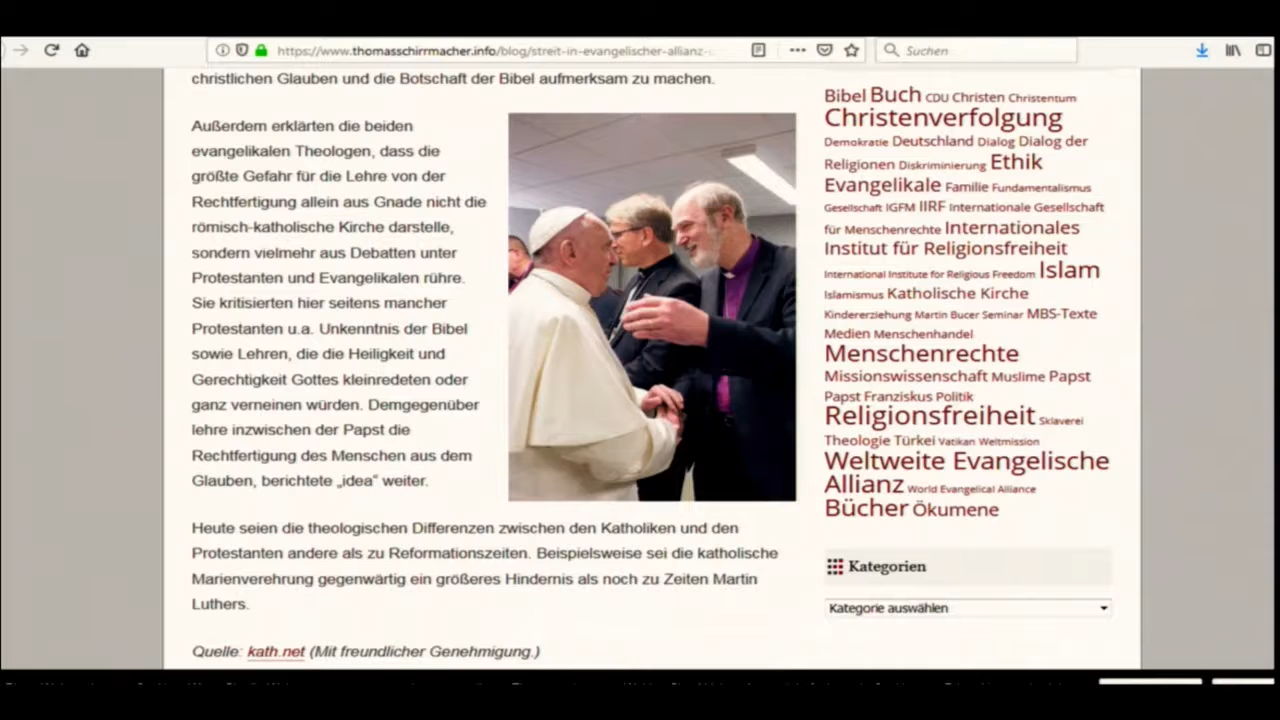 https://www.thomasschirrmacher.info/blog/streit-in-evangelischer-allianz-
Suchen
christlichen Glauben und die Botschaft der Bibel aufmerksam zu machen.
Außerdem erklärten die beiden
evangelikalen Theologen, dass die
größte Gefahr für die Lehre von der
Rechtfertigung allein aus Gnade nicht die
römisch-katholische Kirche darstelle,
sondern vielmehr aus Debatten unter
Protestanten und Evangelikalen rühre.
Sie kritisierten hier seitens mancher
Protestanten u.a. Unkenntnis der Bibel
sowie Lehren, die die Heiligkeit und
Gerechtigkeit Gottes kleinredeten oder
ganz verneinen würden. Demgegenüber
lehre inzwischen der Papst die
Rechtfertigung des Menschen aus dem
Glauben, berichtete „idea“ weiter.
Heute seien die theologischen Differenzen zwischen den Katholiken und den
Protestanten andere als zu Reformationszeiten. Beispielsweise sei die katholische
Marienverehrung gegenwärtig ein größeres Hindernis als noch zu Zeiten Martin
Luthers.
Quelle: kath.net (Mit freundlicher Genehmigung.)
Bibel Buch CDU Christen Christentum
Christenverfolgung
Demokratie Deutschland Dialog Dialog der
Religionen Diskriminierung Ethik
Evangelikale Familie Fundamentalismus
Gesellschaft IGFM IIRF Internationale Gesellschaft
für Menschenrechte Internationales
Institut für Religionsfreiheit
International Institute for Religious Freedom Islam
Islamismus Katholische Kirche
Kindererziehung Martin Bucer Seminar MBS-Texte
Medien Menschenhandel
Menschenrechte
Missionswissenschaft Muslime Papst
Papst Franziskus Politik
Religionsfreiheit Sklaverei
Theologie Türkei Vatikan Weltmission
Weltweite Evangelische
Allianz World Evangelical Alliance
Bücher Ökumene
Kategorien
Kategorie auswählen